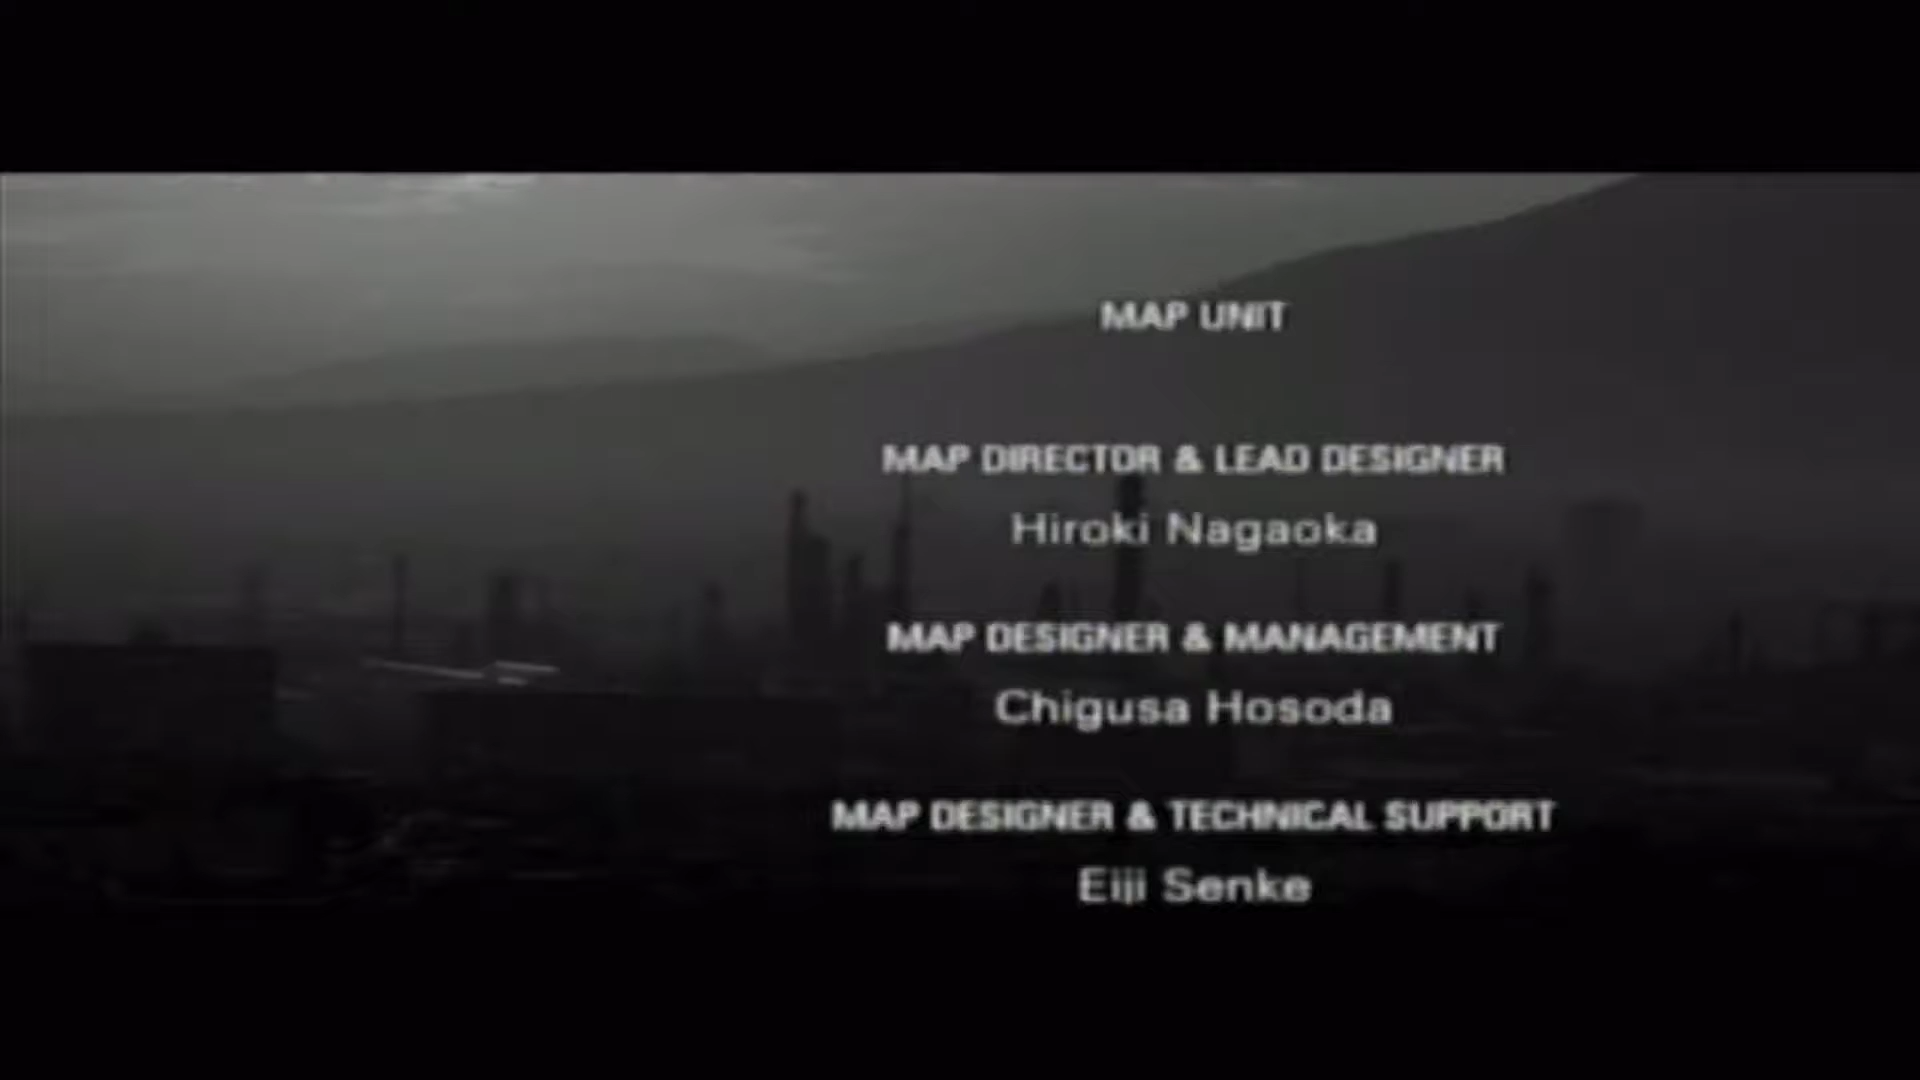 MAP UNIT
MAP DIRECTOR & LEAD DESIGNER
Hiroki Nagaoka
MAP DESIGNER & MANAGEMENT
Chigusa Hosoda
MAP DESIGNER & TECHNICAL SUPPORT
Eiji Senke